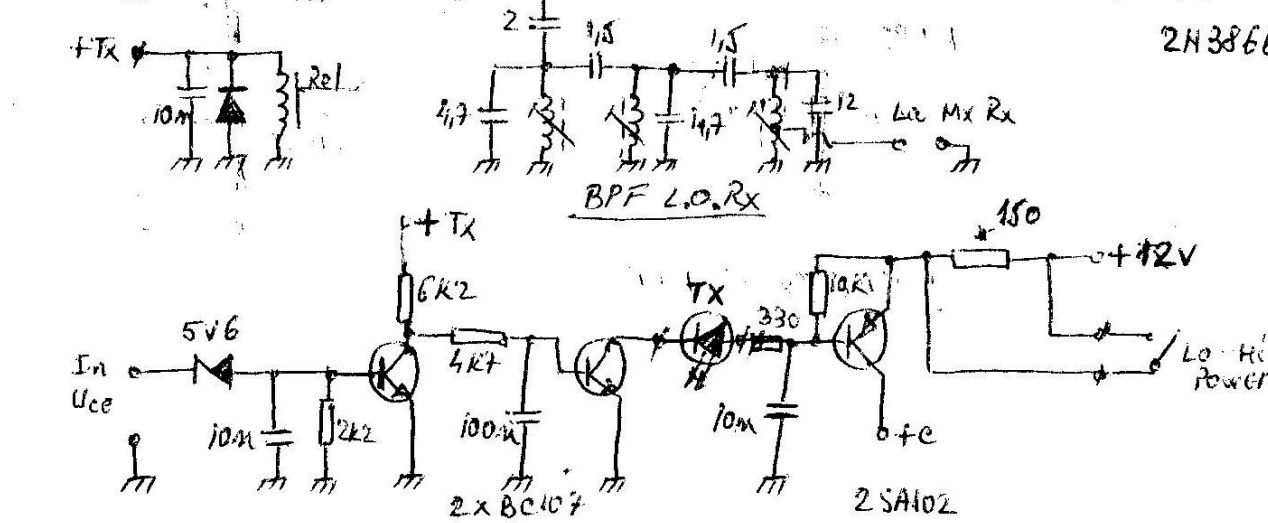 2
1,5
1,5
2N3866
+Tx
Rel
10n
4,7
4,7
12
Mx Rx
BPF L.O.Rx
150
+ Tx
+12V
6K2
TX
10K
5V6
330
4K7
In
Uce
Lo Hi
Power
10n
2k2
100n
10n
+C
2 x BC107
2SA102